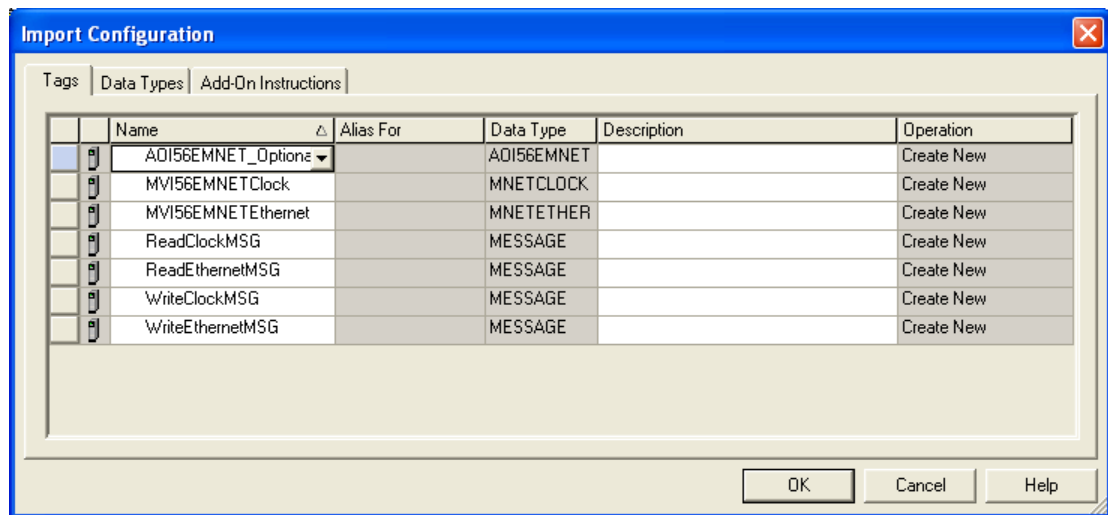 Import Configuration
Tags Data Types Add-On Instructions
Name Alias For Data Type Description Operation
AOI56EMNET_Optiona AOI56EMNET Create New
MVI56EMNETClock MNETCLOCK Create New
MVI56EMNETEthernet MNETETHER Create New
ReadClockMSG MESSAGE Create New
ReadEthernetMSG MESSAGE Create New
WriteClockMSG MESSAGE Create New
WriteEthernetMSG MESSAGE Create New
OK Cancel Help